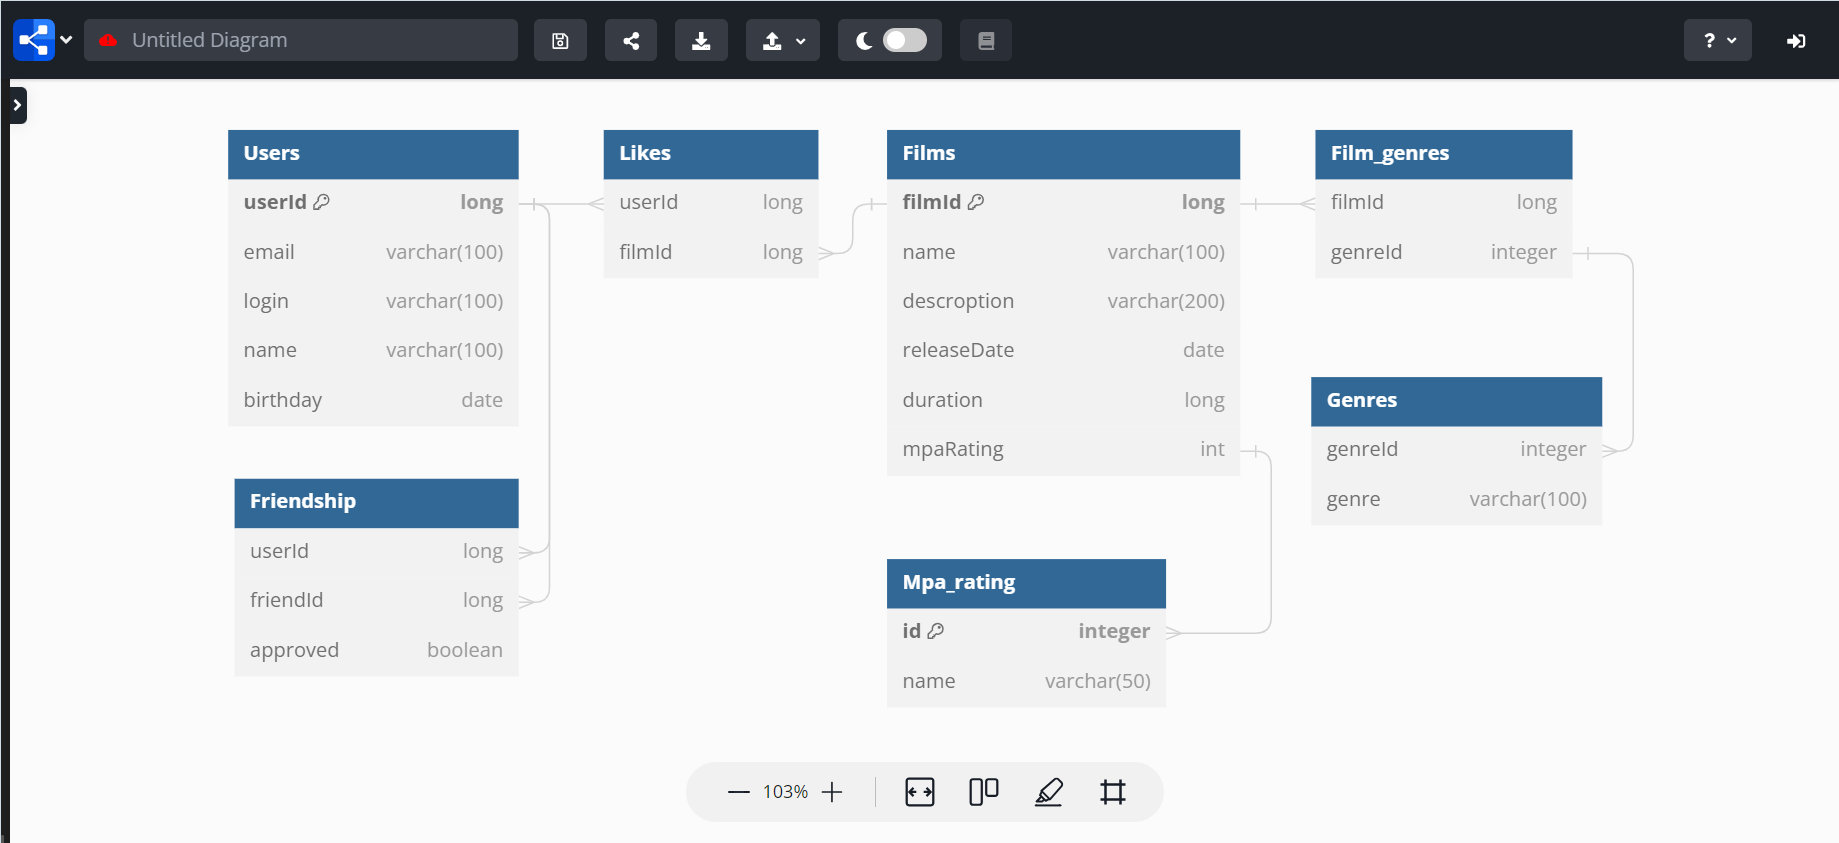 Untitled Diagram
?
Users
userId long
email varchar(100)
login varchar(100)
name varchar(100)
birthday date
Likes
userId long
filmId long
Films
filmId long
name varchar(100)
descroption varchar(200)
releaseDate date
duration long
mpaRating int
Film_genres
filmId long
genreId integer
Genres
genreId integer
genre varchar(100)
Friendship
userId long
friendId long
approved boolean
Mpa_rating
id integer
name varchar(50)
103%